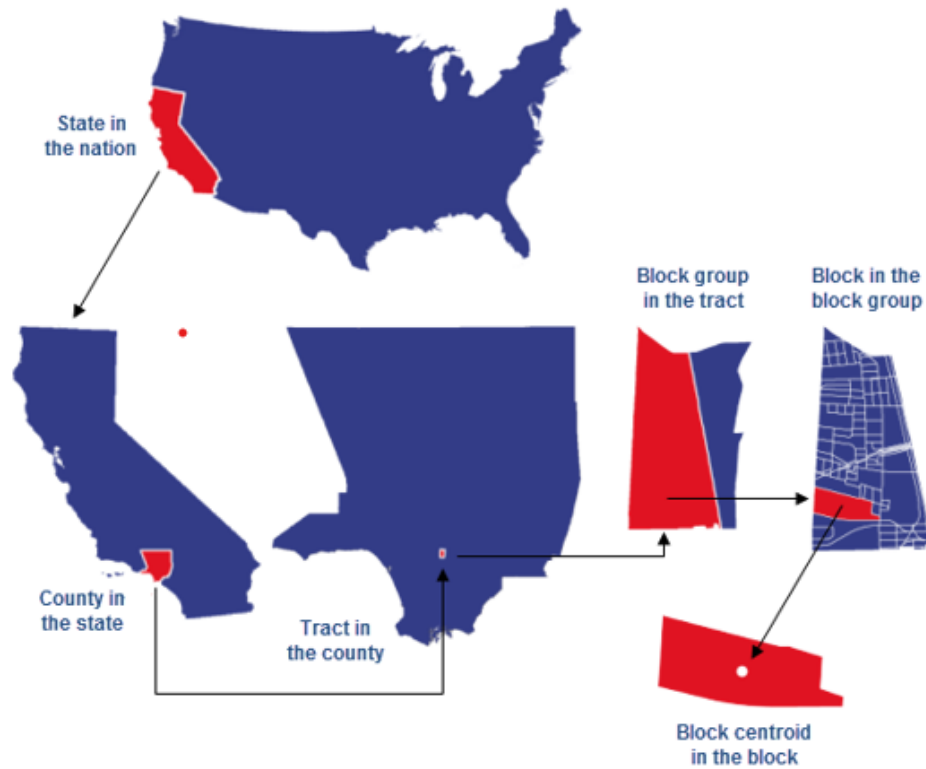 State in
the nation
Block group
in the tract
Block in the
block group
County in
the state
Tract in
the county
Block centroid
in the block